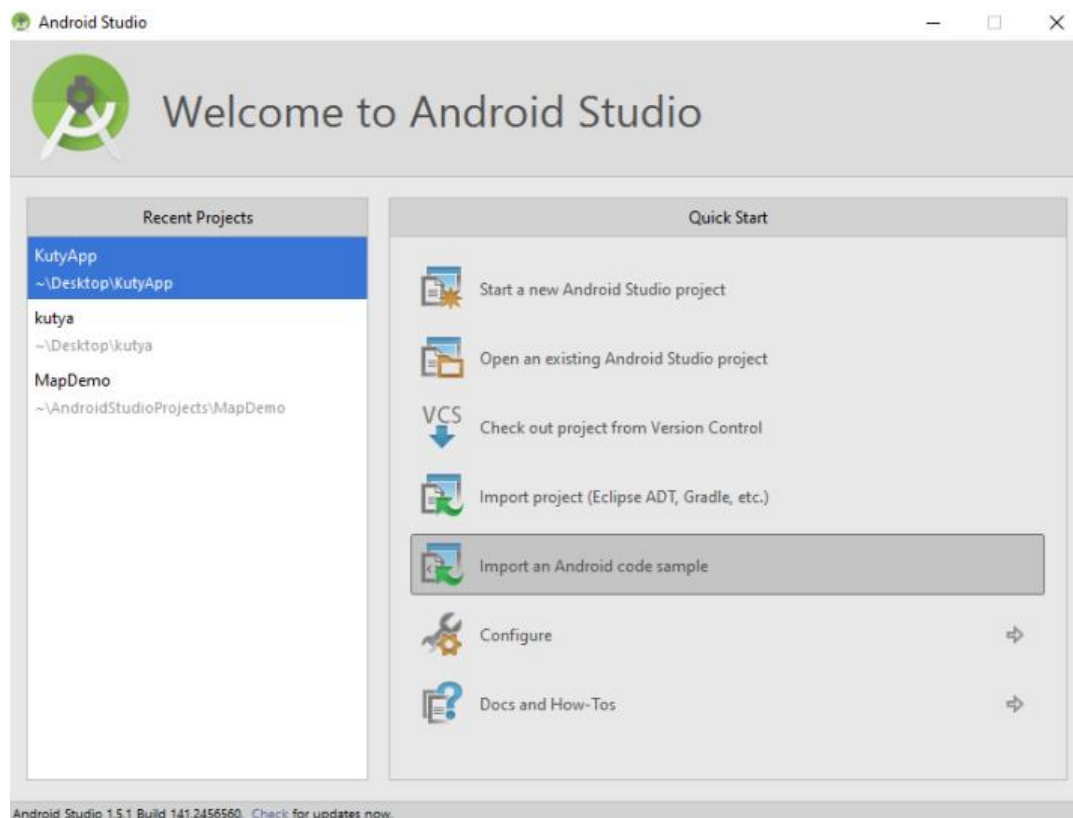 Android Studio
Welcome to Android Studio
Recent Projects
KutyApp
~\Desktop\KutyApp
kutya
~\Desktop\kutya
MapDemo
~\AndroidStudioProjects\MapDemo
Quick Start
Start a new Android Studio project
Open an existing Android Studio project
VCS
Check out project from Version Control
Import project (Eclipse ADT, Gradle, etc.)
Import an Android code sample
Configure
Docs and How-Tos
Android Studio 1.5.1 Build 141.2456560. Check for updates now.